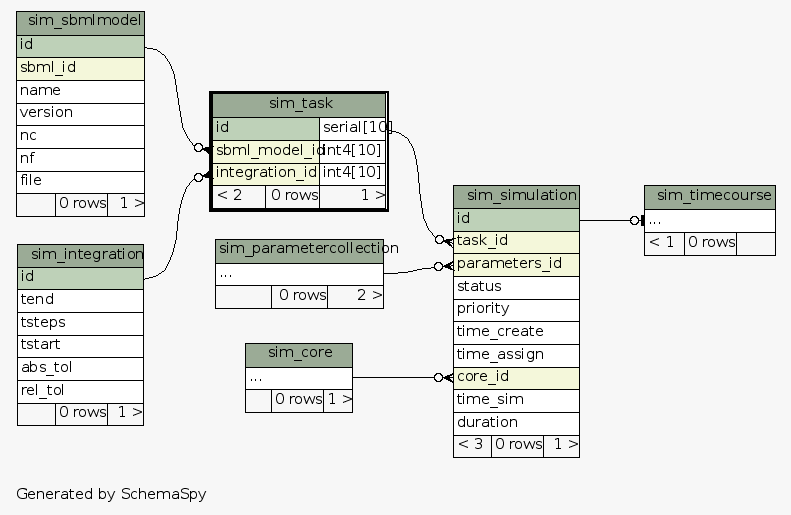 sim_sbmlmodel
id
sbml_id
name
version
nc
nf
file
0 rows 1 >
sim_task
id serial[10]
sbml_model_id int4[10]
integration_id int4[10]
< 2 0 rows 1 >
sim_integration
id
tend
tsteps
tstart
abs_tol
rel_tol
0 rows 1 >
sim_parametercollection
...
0 rows 2 >
sim_core
...
0 rows 1 >
sim_simulation
id
task_id
parameters_id
status
priority
time_create
time_assign
core_id
time_sim
duration
< 3 0 rows 1 >
sim_timecourse
...
< 1 0 rows
Generated by SchemaSpy